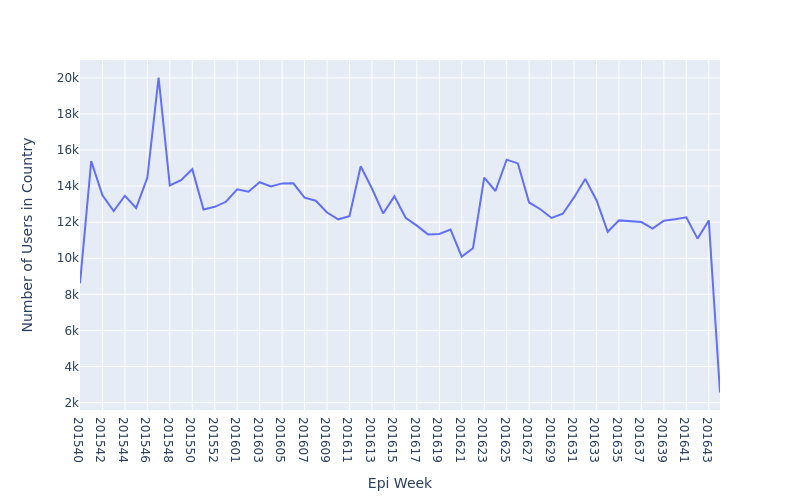 20k
18k
16k
14k
12k
10k
8k
6k
4k
2k
Number of Users in Country
201540
201542
201544
201546
201548
201550
201552
201601
201603
201605
201607
201609
201611
201613
201615
201617
201619
201621
201623
201625
201627
201629
201631
201633
201635
201637
201639
201641
201643
Epi Week